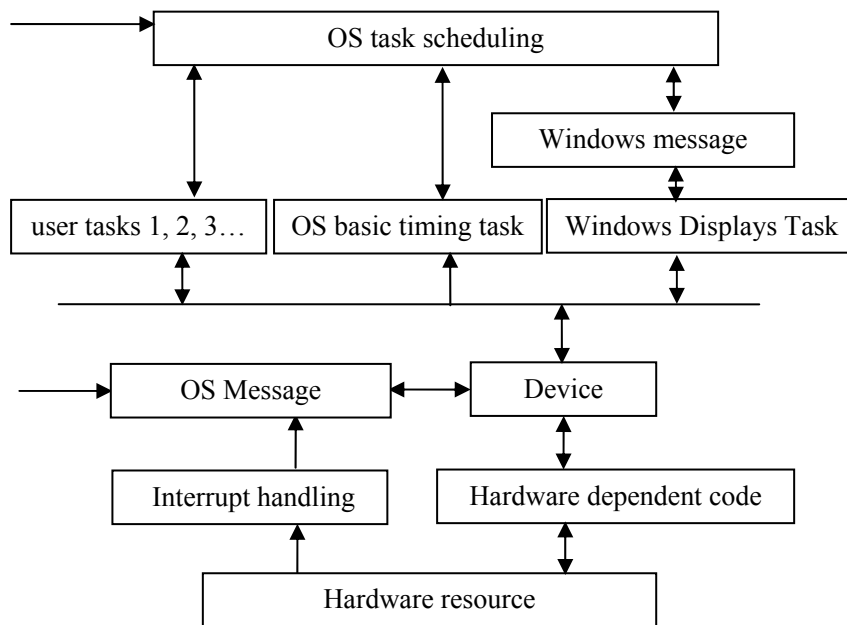 OS task scheduling
Windows message
user tasks 1, 2, 3…
OS basic timing task
Windows Displays Task
OS Message
Device
Interrupt handling
Hardware dependent code
Hardware resource